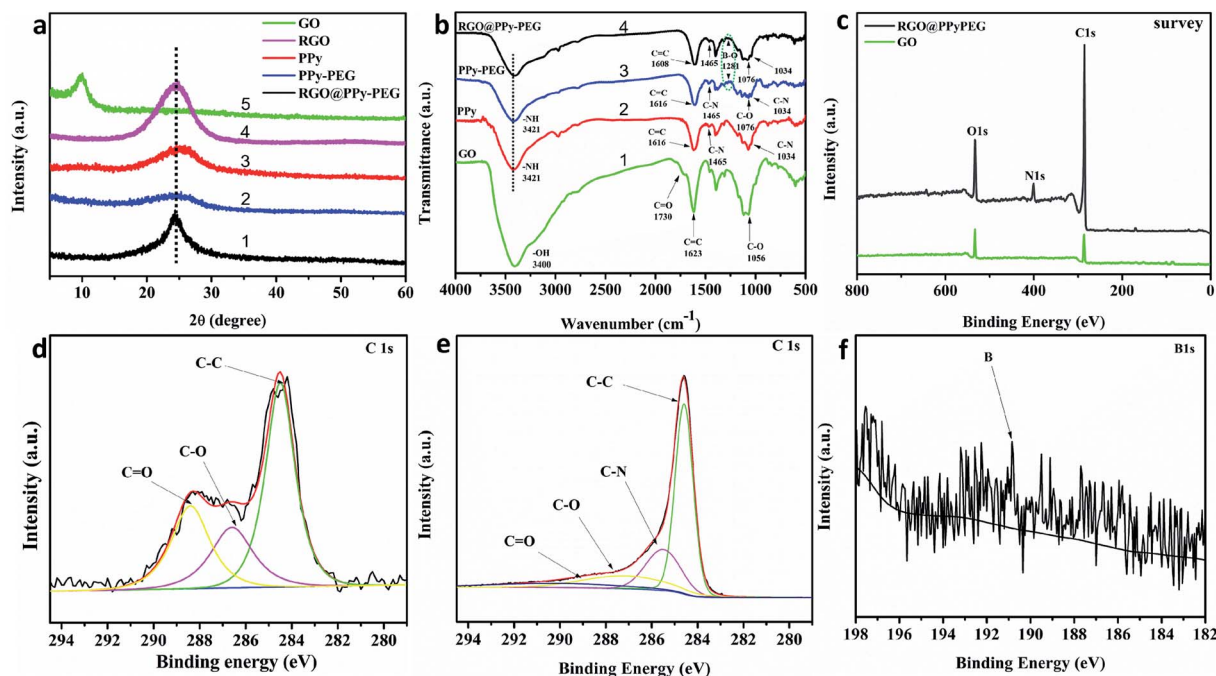 a
GO
RGO
PPy
PPy-PEG
RGO@PPy-PEG
5
4
3
2
1
Intensity (a.u.)
10 20 30 40 50 60
2θ (degree)
b
RGO@PPy-PEG
4
C=C
1608
1465
B-O
1281
1076
1034
PPy-PEG
3
-NH
3421
C=C
1616
C-N
1465
C-O
1076
C-N
1034
PPy
2
-NH
3421
C=C
1616
C-N
1465
C-N
1034
GO
1
-OH
3400
C=O
1730
C=C
1623
C-O
1056
Transmittance (a.u.)
4000 3500 3000 2500 2000 1500 1000 500
Wavenumber (cm-1)
c
survey
RGO@PPyPEG
GO
C1s
O1s
N1s
Intensity (a.u.)
800 600 400 200 0
Binding Energy (eV)
d
C 1s
C-C
C-O
C=O
Intensity (a.u.)
294 292 290 288 286 284 282 280
Binding energy (eV)
e
C 1s
C-C
C-N
C-O
C=O
Intensity (a.u.)
294 292 290 288 286 284 282 280
Binding Energy (eV)
f
B1s
B
Intensity (a.u.)
198 196 194 192 190 188 186 184 182
Binding Energy (eV)